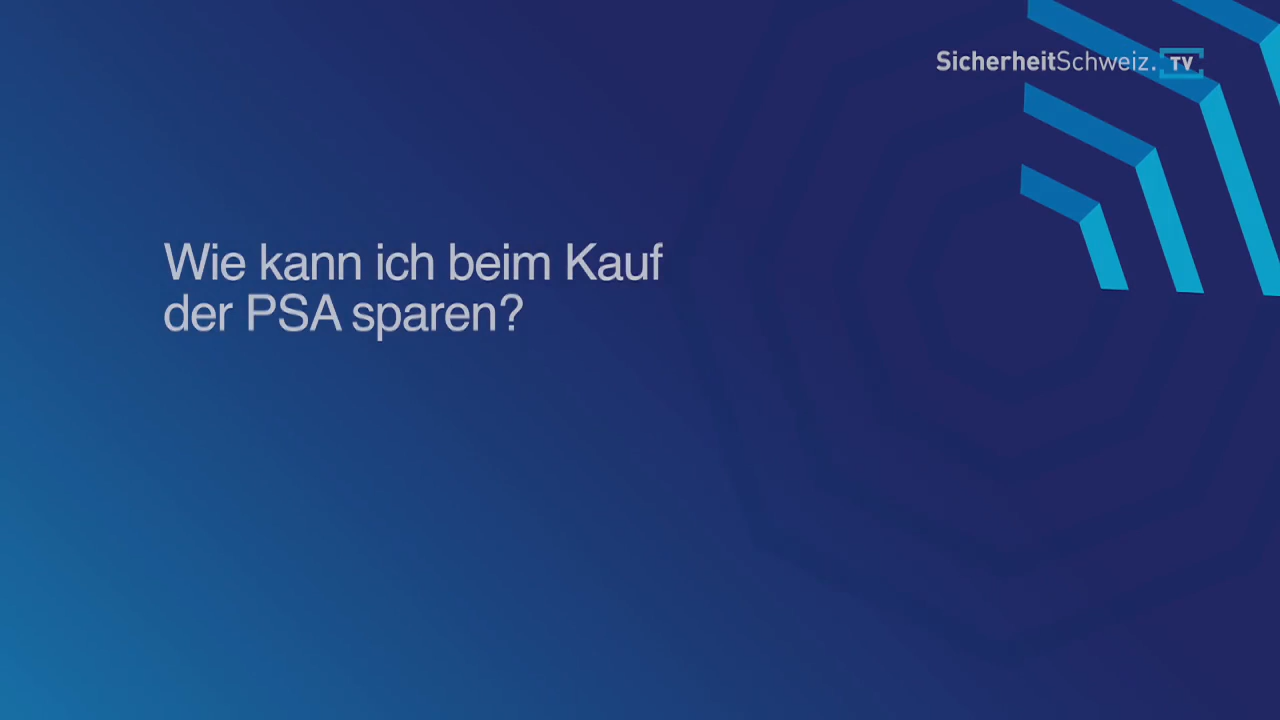 SicherheitSchweiz. TV
Wie kann ich beim Kauf
der PSA sparen?